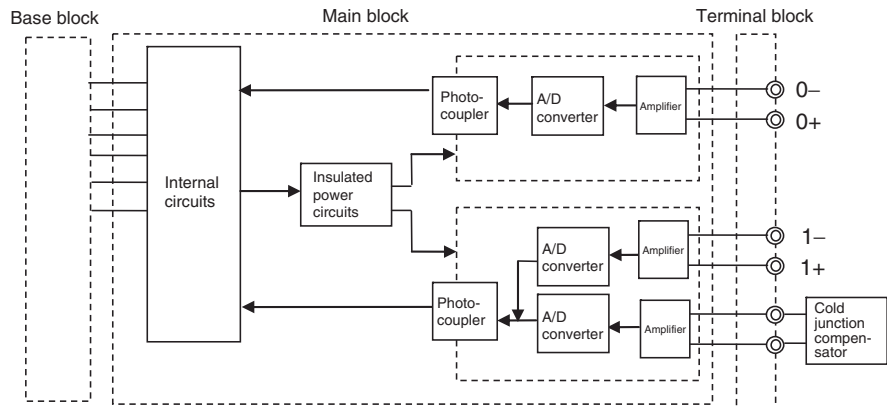 Base block
Main block
Terminal block
Internal
circuits
Insulated
power
circuits
Photo-
coupler
A/D
converter
Amplifier
0−
0+
A/D
converter
Amplifier
1−
1+
Photo-
coupler
A/D
converter
Amplifier
Cold
junction
compen-
sator